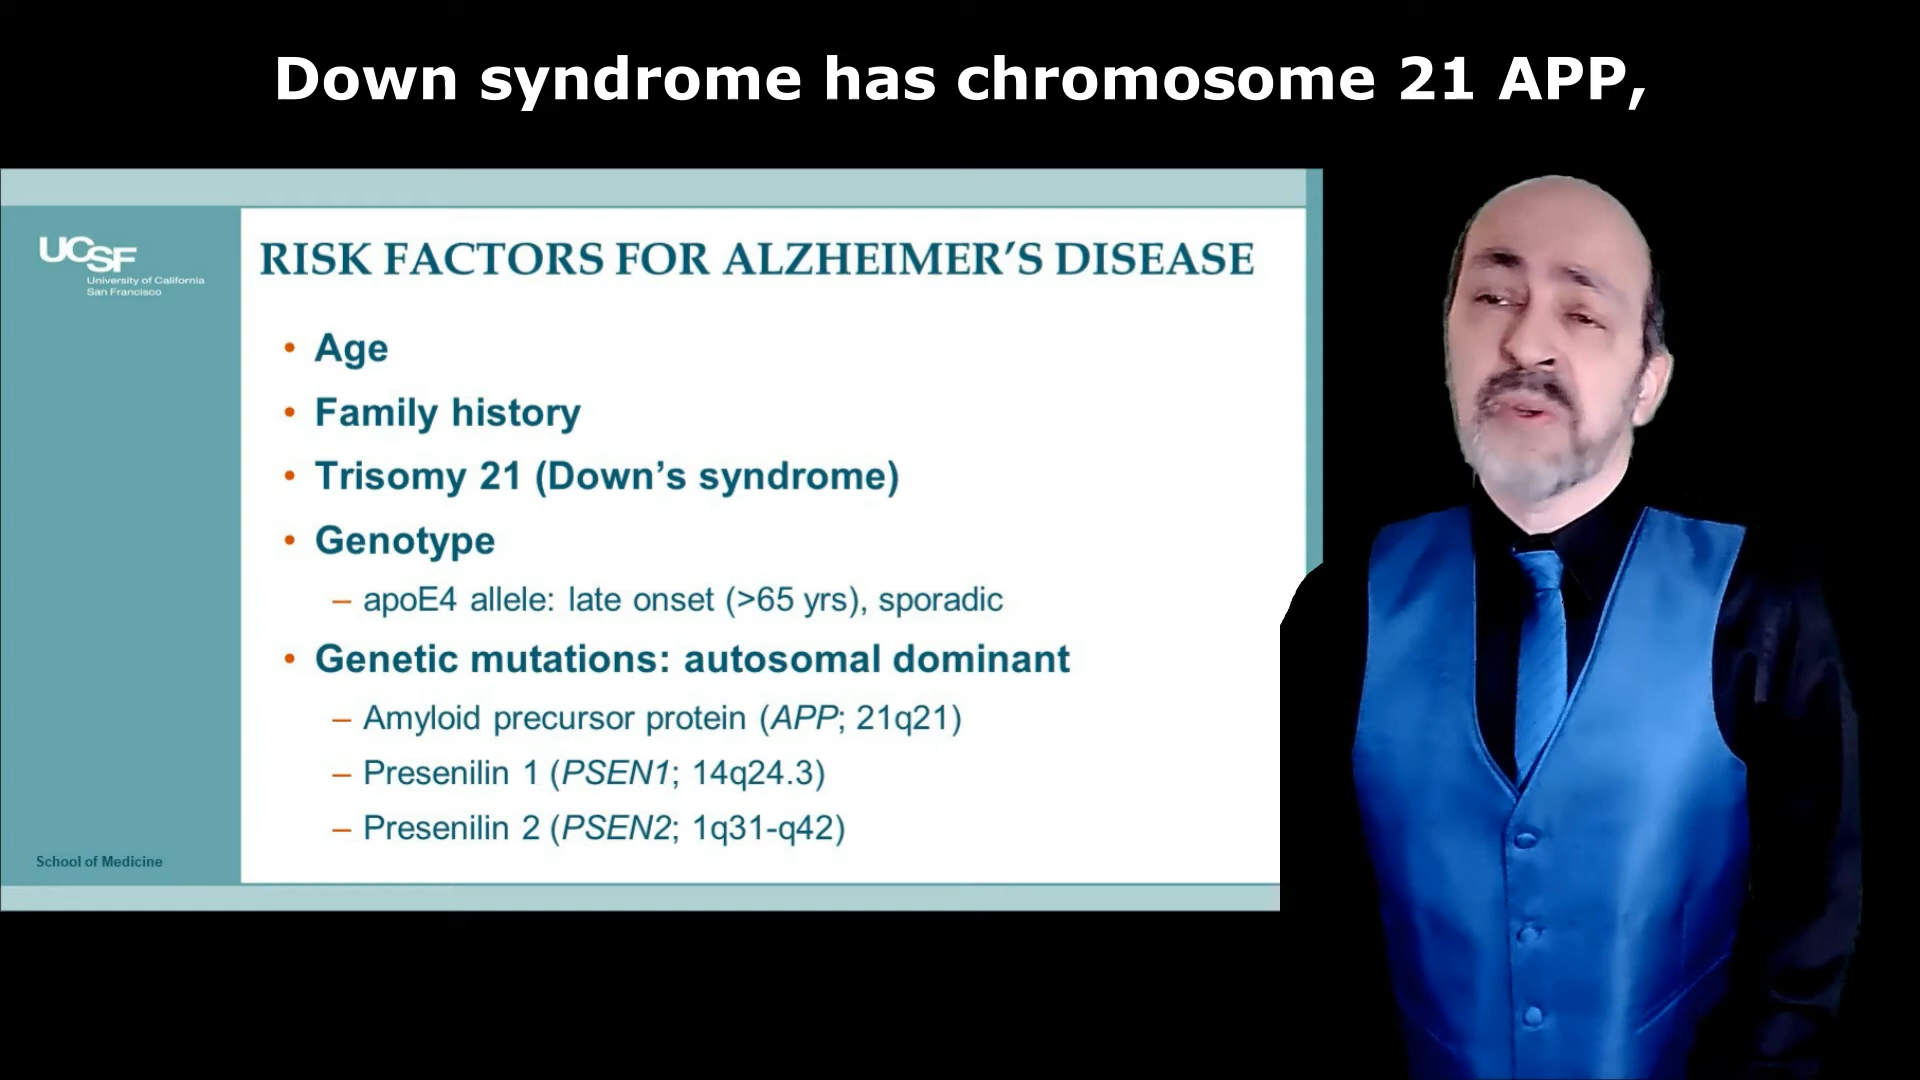 Down syndrome has chromosome 21 APP,
UCSF
University of California
San Francisco
RISK FACTORS FOR ALZHEIMER’S DISEASE
• Age
• Family history
• Trisomy 21 (Down’s syndrome)
• Genotype
– apoE4 allele: late onset (>65 yrs), sporadic
• Genetic mutations: autosomal dominant
– Amyloid precursor protein (APP; 21q21)
– Presenilin 1 (PSEN1; 14q24.3)
– Presenilin 2 (PSEN2; 1q31-q42)
School of Medicine